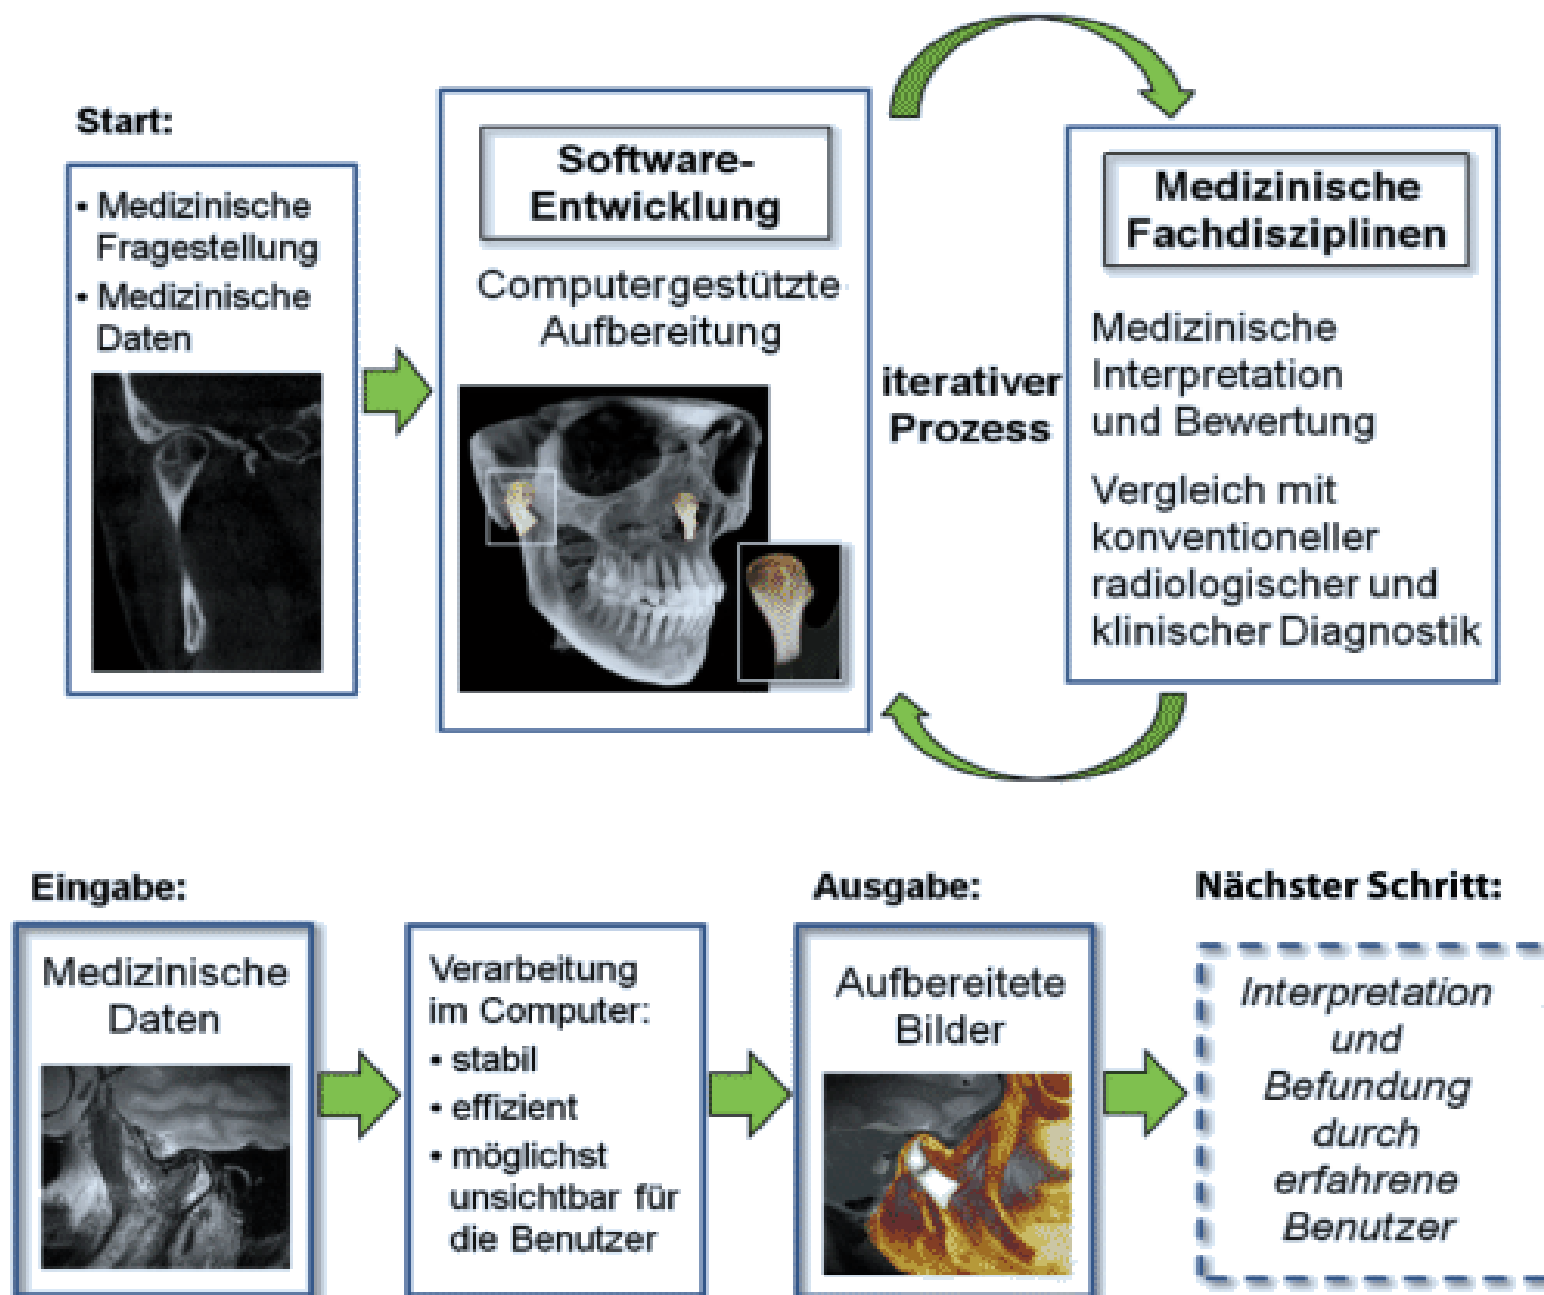 Start:
• Medizinische
Fragestellung
• Medizinische
Daten
Software-
Entwicklung
Computergestützte
Aufbereitung
iterativer
Prozess
Medizinische
Fachdisziplinen
Medizinische
Interpretation
und Bewertung
Vergleich mit
konventioneller
radiologischer und
klinischer Diagnostik
Eingabe:
Medizinische
Daten
Verarbeitung
im Computer:
• stabil
• effizient
• möglichst
unsichtbar für
die Benutzer
Ausgabe:
Aufbereitete
Bilder
Nächster Schritt:
Interpretation
und
Befundung
durch
erfahrene
Benutzer